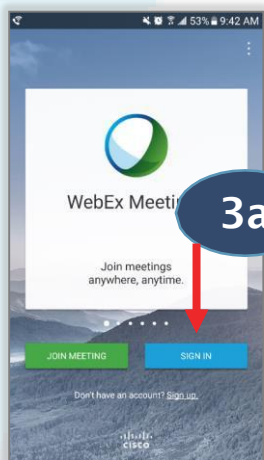 53% 9:42 AM
WebEx Meeti
3a
Join meetings
anywhere, anytime.
JOIN MEETING
SIGN IN
Don't have an account? Sign up.
cisco